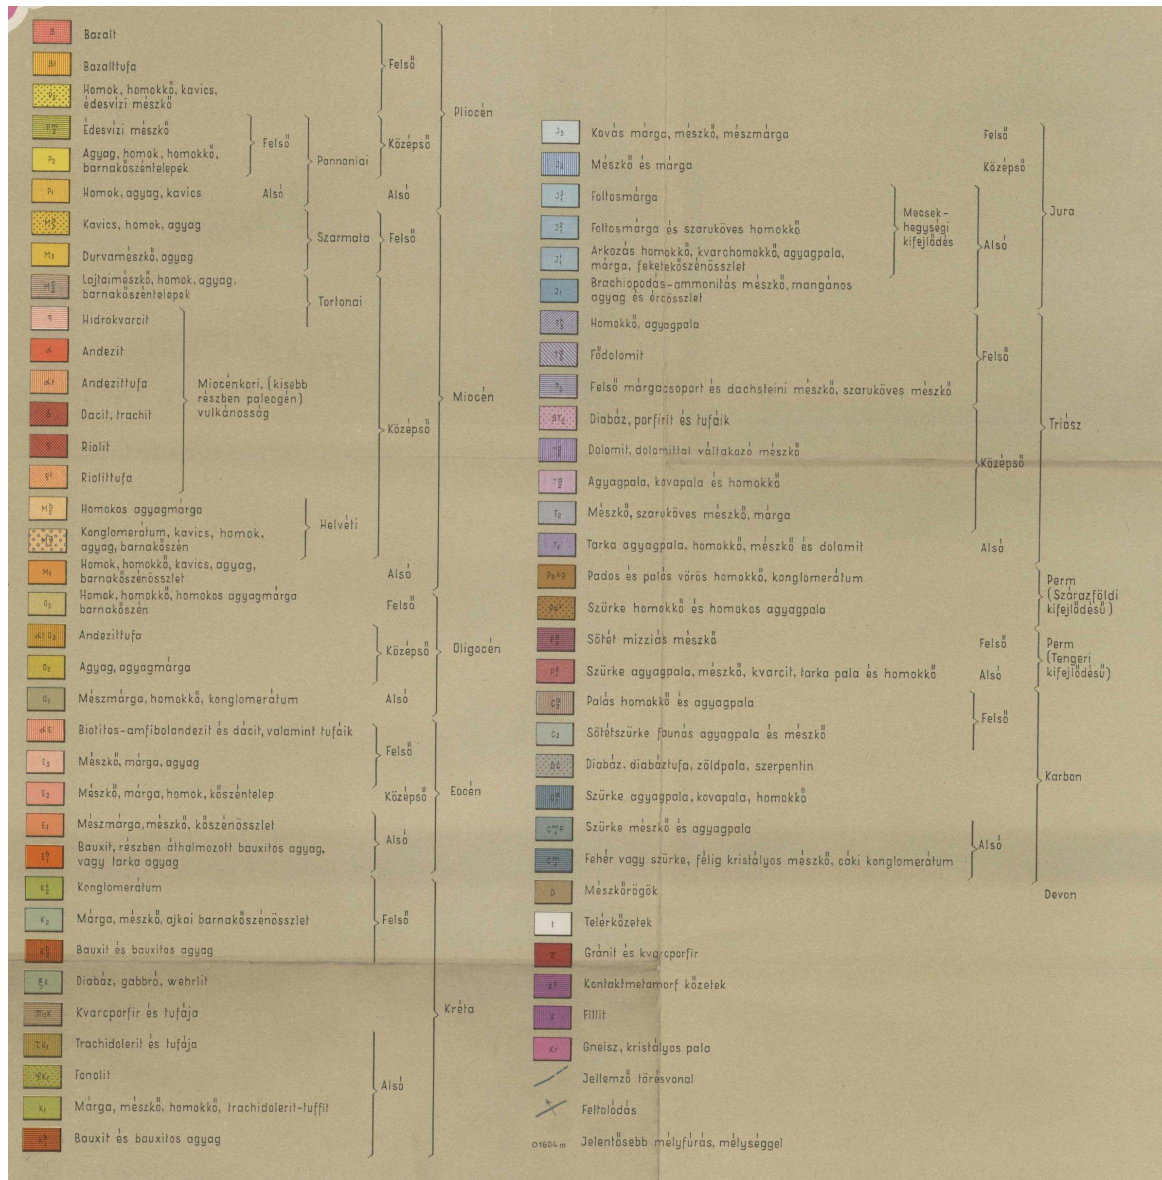 Bazalt
Bazalttufa
Homok, homokkő, kavics,
édesvízi mészkő
Édesvízi mészkő
Agyag, homok, homokkő,
barnakőszéntelepek
Homok, agyag, kavics
Kavics, homok, agyag
Durvamészkő, agyag
Lajtaimészkő, homok, agyag,
barnakőszéntelepek
Hidrokvarcit
Andezit
Andezittufa
Dacit, trachit
Riolit
Riolittufa
Homokos agyagmárga
Konglomerátum, kavics, homok,
agyag, barnakőszén
Homok, homokkő, kavics, agyag,
barnakőszénösszlet
Homok, homokkő, homokos agyagmárga
barnakőszén
Andezittufa
Agyag, agyagmárga
Mészmárga, homokkő, konglomerátum
Biotitos-amfibolandezit és dácit, valamint tufáik
Mészkő, márga, agyag
Mészkő, márga, homok, kőszéntelep
Mészmárga, mészkő, kőszénösszlet
Bauxit, részben áthalmozott bauxitos agyag,
vagy tarka agyag
Konglomerátum
Márga, mészkő, ajkai barnakőszénösszlet
Bauxit és bauxitos agyag
Diabáz, gabbró, wehrlit
Kvarcporfir és tufája
Trachidolerit és tufája
Fonolit
Márga, mészkő, homokkő, trachidolerit-tuffit
Bauxit és bauxitos agyag
Felső
Alsó
Pannoniai
Szarmata
Tortonai
Miocénkori, (kisebb
részben paleogén)
vulkánosság
Helvéti
Felső
Középső
Alsó
Felső
Középső
Alsó
Felső
Középső
Alsó
Felső
Középső
Alsó
Felső
Alsó
Pliocén
Miocén
Oligocén
Eocén
Kréta
Kovás márga, mészkő, mészmárga
Mészkő és márga
Foltosmárga
Foltosmárga és szaruköves homokkő
Arkózás homokkő, kvarchomokkő, agyagpala,
márga, feketekőszénösszlet
Brachiopodás-ammonitás mészkő, mangános
agyag és ércösszlet
Homokkő, agyagpala
Fődolomit
Felső márgacsoport és dachsteini mészkő, szaruköves mészkő
Diabáz, porfirit és tufáik
Dolomit, dolomittal váltakozó mészkő
Agyagpala, kovapala és homokkő
Mészkő, szaruköves mészkő, márga
Tarka agyagpala, homokkő, mészkő és dolomit
Pados és palás vörös homokkő, konglomerátum
Szürke homokkő és homokos agyagpala
Sötét mizziás mészkő
Szürke agyagpala, mészkő, kvarcit, tarka pala és homokkő
Palás homokkő és agyagpala
Sötétszürke faunás agyagpala és mészkő
Diabáz, diabáztufa, zöldpala, szerpentin
Szürke agyagpala, kovapala, homokkő
Szürke mészkő és agyagpala
Fehér vagy szürke, félig kristályos mészkő, cáki konglomerátum
Mészkőrögök
Telérkőzetek
Gránit és kvarcporfir
Kontaktmetamorf kőzetek
Fillit
Gneisz, kristályos pala
Jellemző törésvonal
Feltolódás
o1604 m Jelentősebb mélyfúrás, mélységgel
Mecsek-
hegységi
kifejlődés
Felső
Középső
Alsó
Felső
Középső
Alsó
Felső
Alsó
Felső
Alsó
Jura
Triász
Perm
(Szárazföldi
kifejlődésű)
Perm
(Tengeri
kifejlődésű)
Karbon
Devon